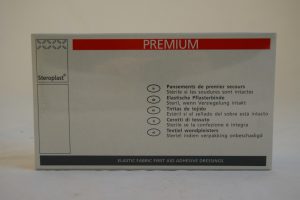 PREMIUM
Steroplast®
Pansements de premier secours
Stérile si les soudures sont intactes
Elastische Pflasterbinde
Steril, wenn Versiegelung intakt
Tiritas de tejido
Estéril si el sellado del sobre está intacto
Cerotti di tessuto
Sterile se la confezione è integra
Textiel wondpleisters
Steriel indien verpakking onbeschadigd
ELASTIC FABRIC FIRST AID ADHESIVE DRESSINGS